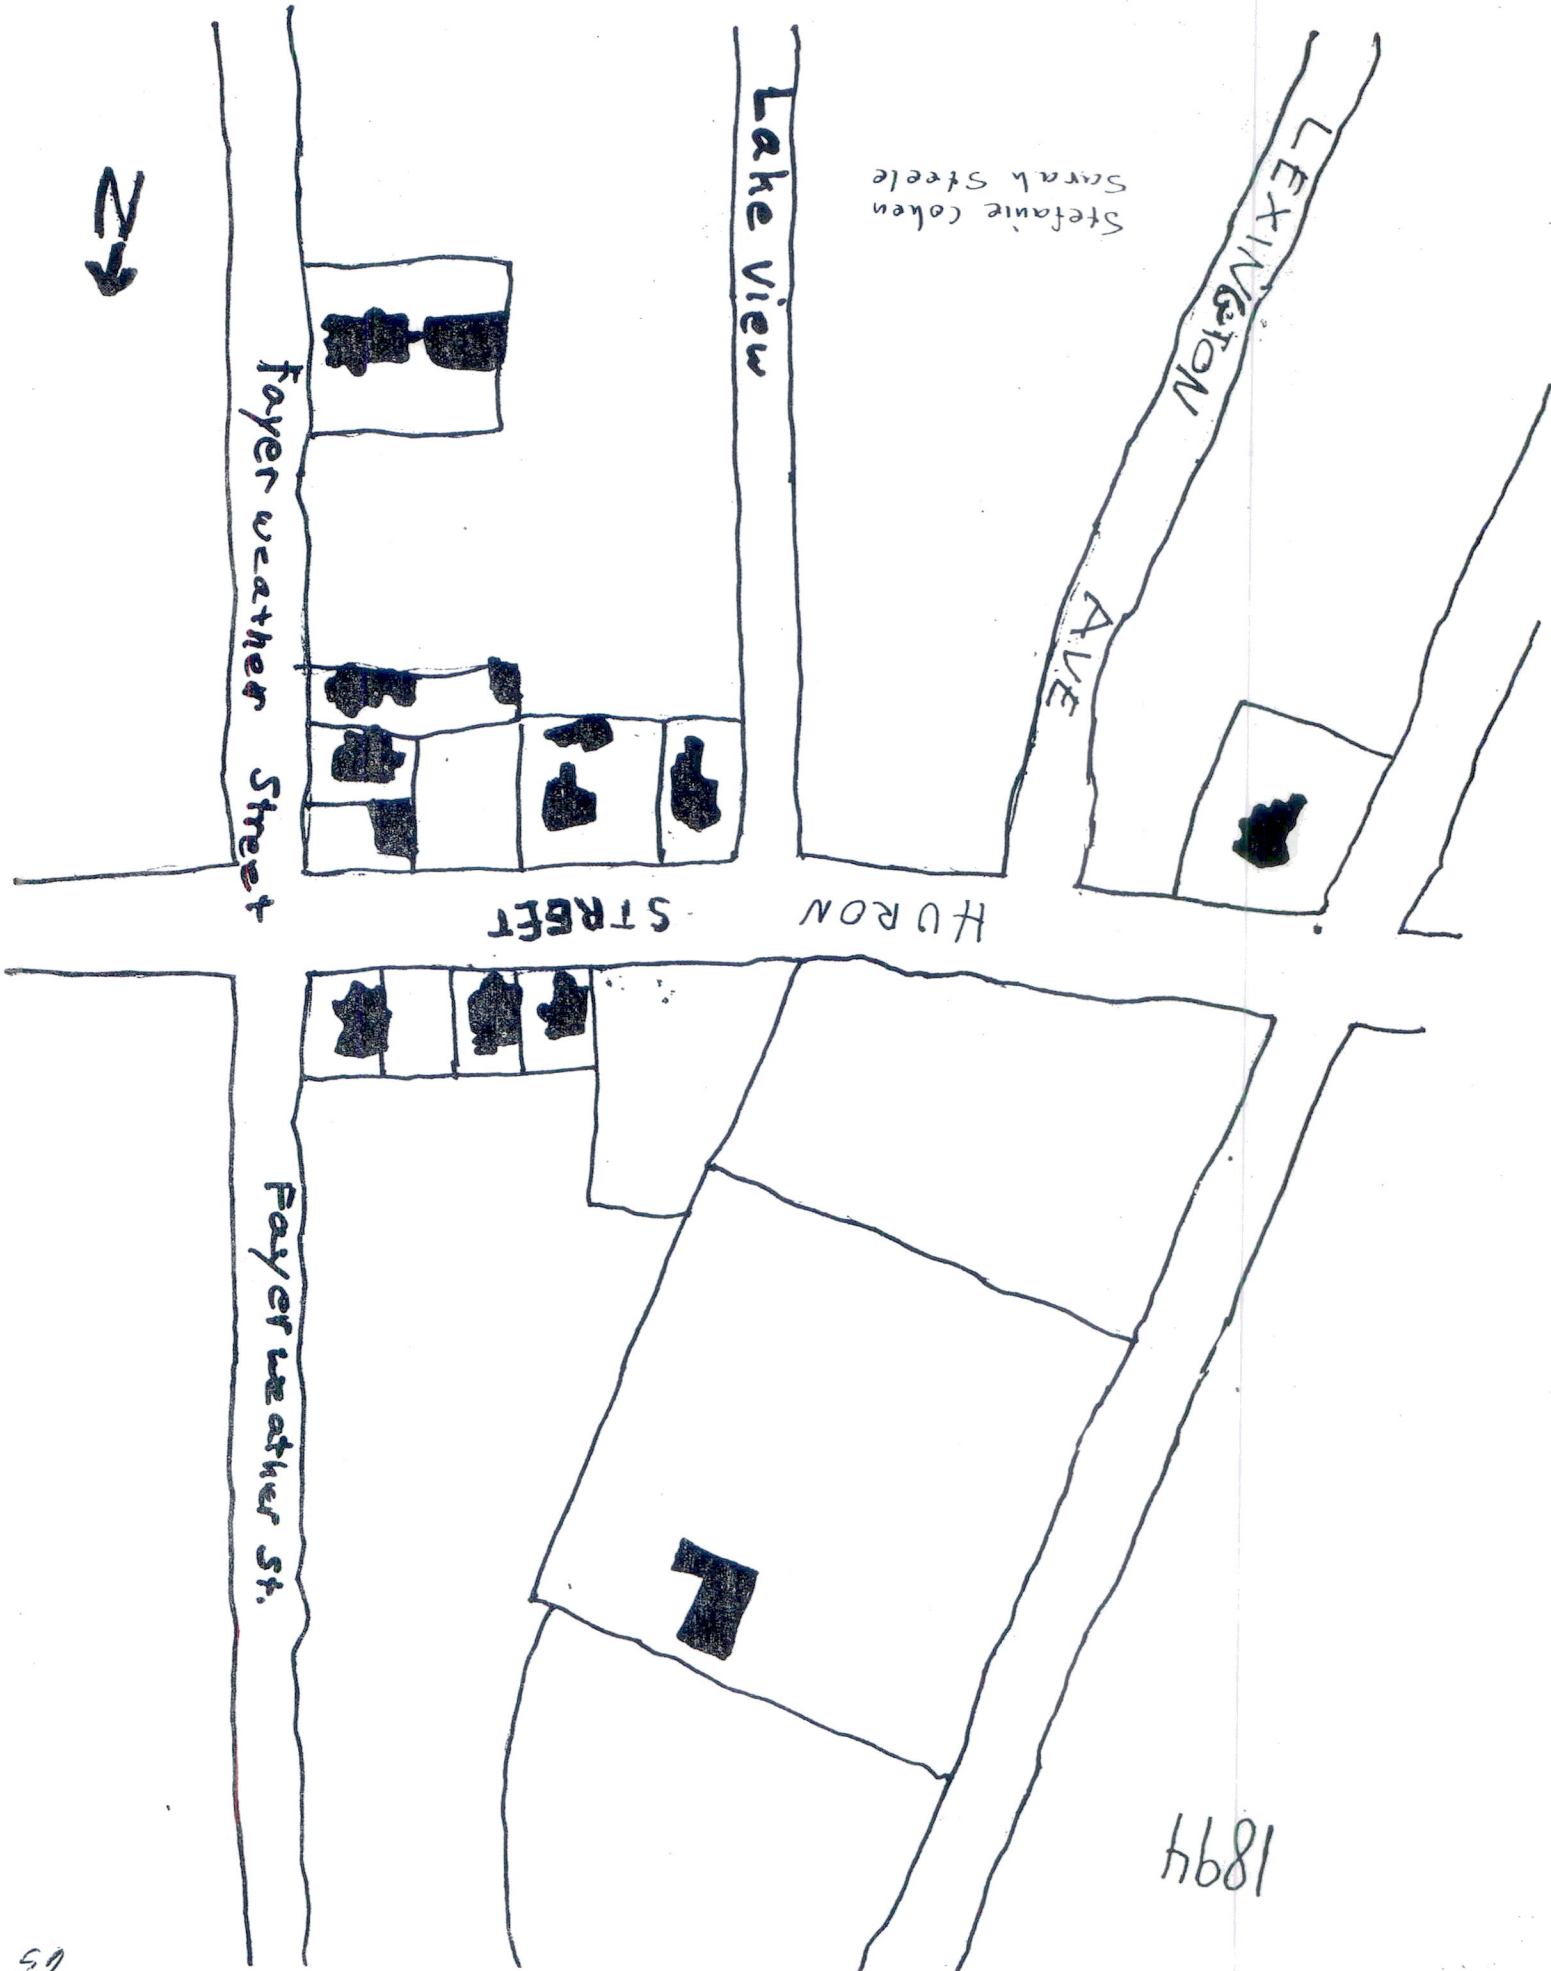 Lake View
LEXINGTON
AVE
Stefanie Cohen
Sarah Steele
N
Fayerweather Street
HURON STREET
Fayerweather St.
1894